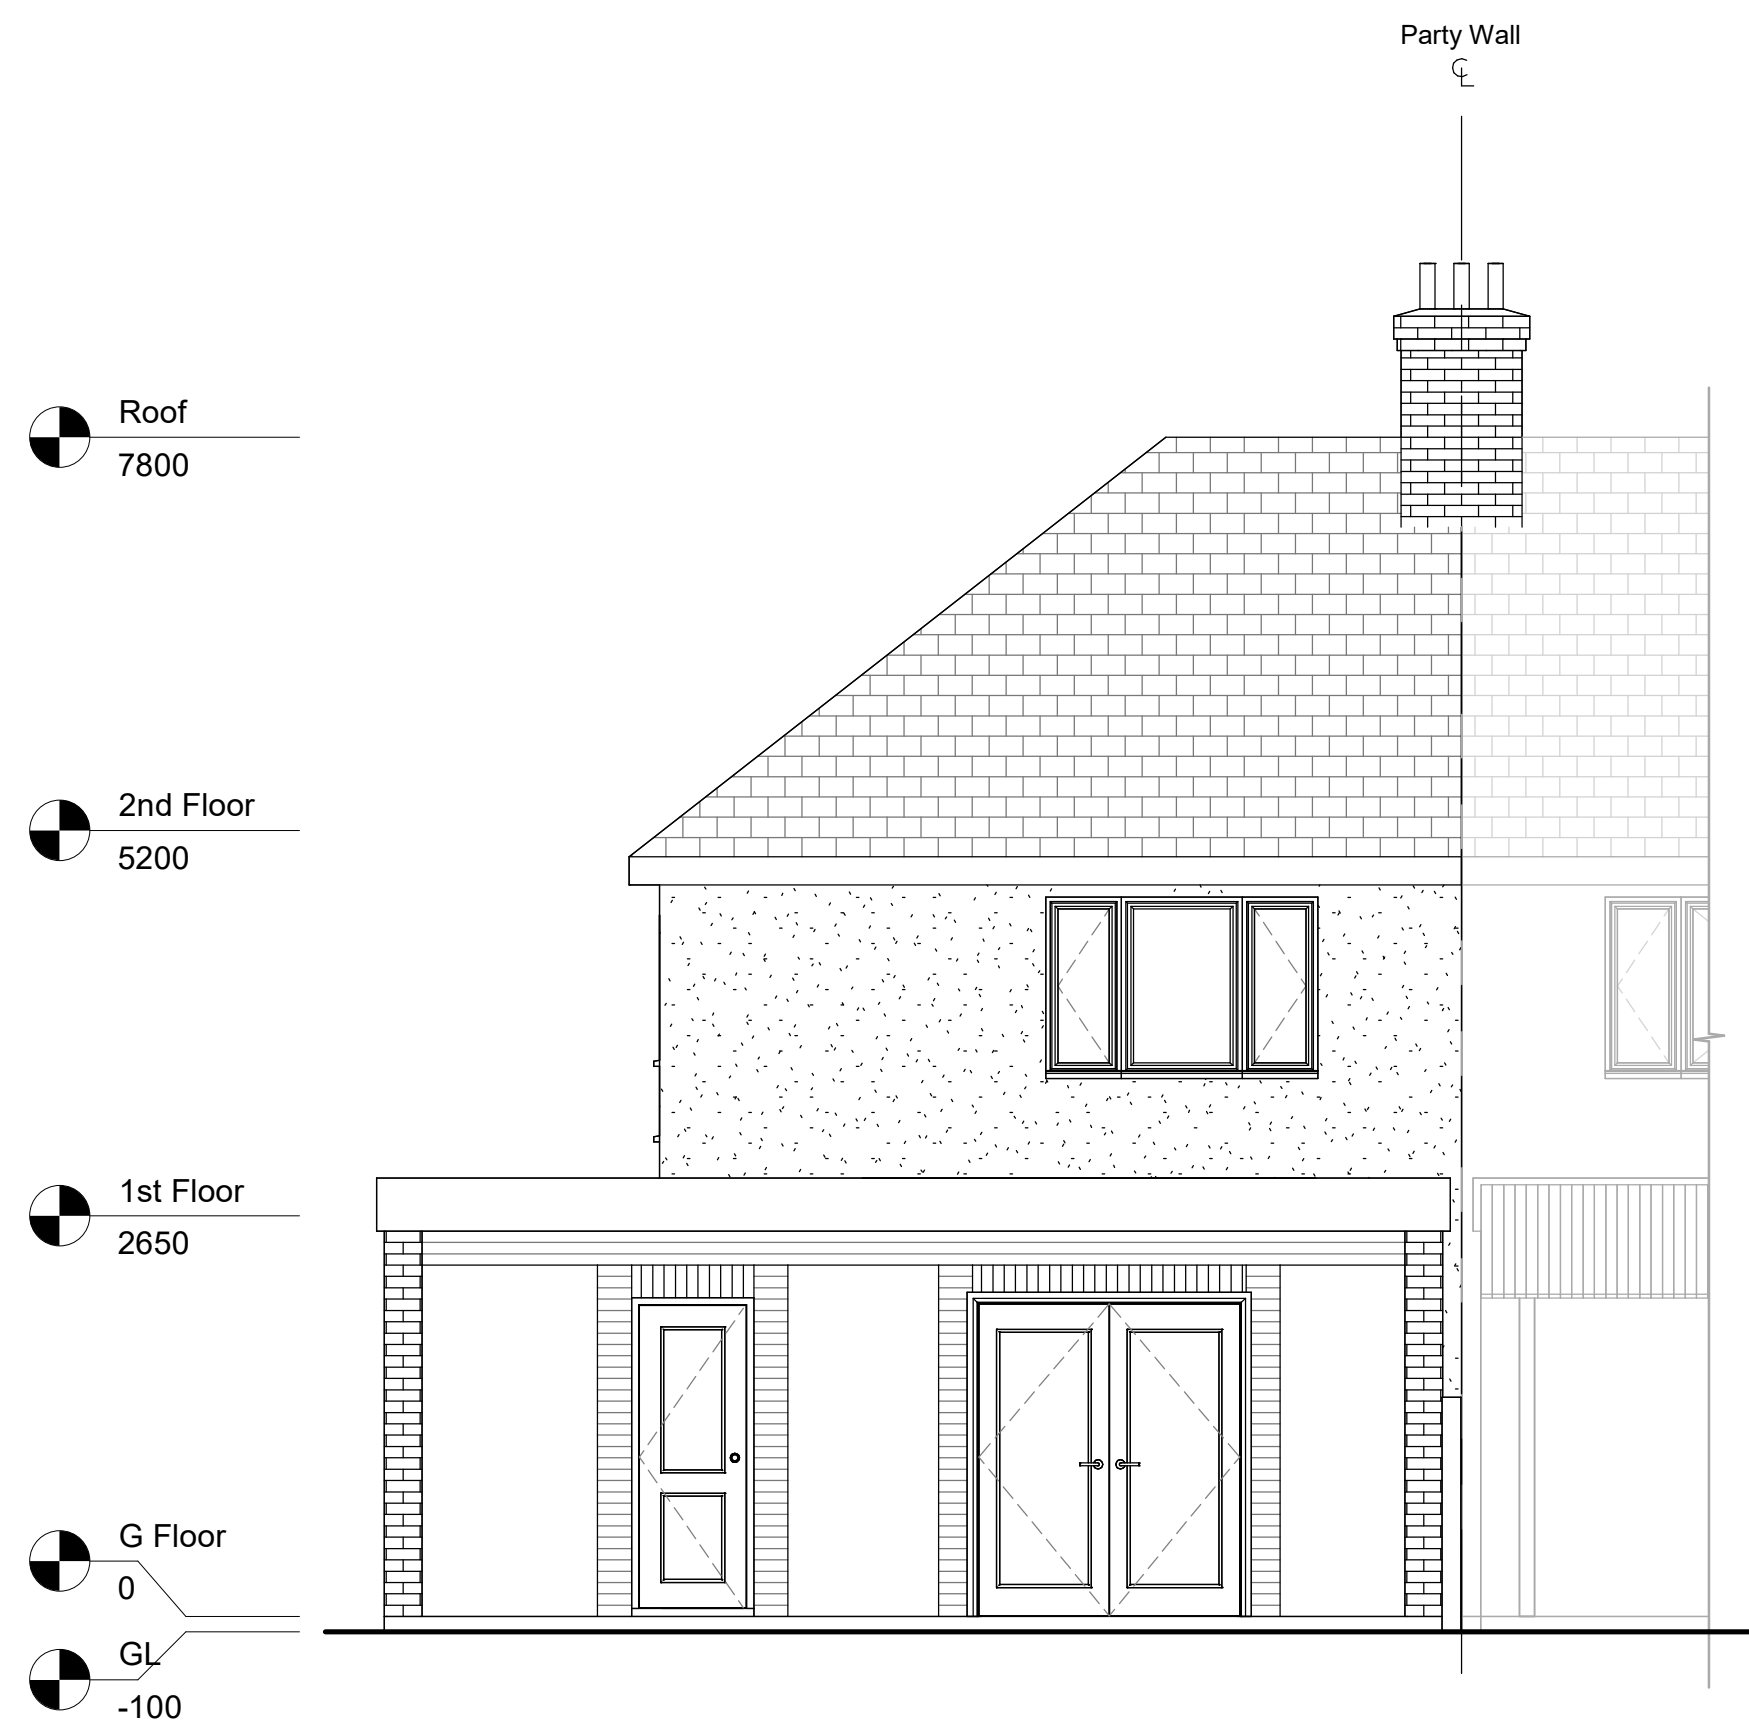 Party Wall
℄
Roof
7800
2nd Floor
5200
1st Floor
2650
G Floor
0
GL
-100